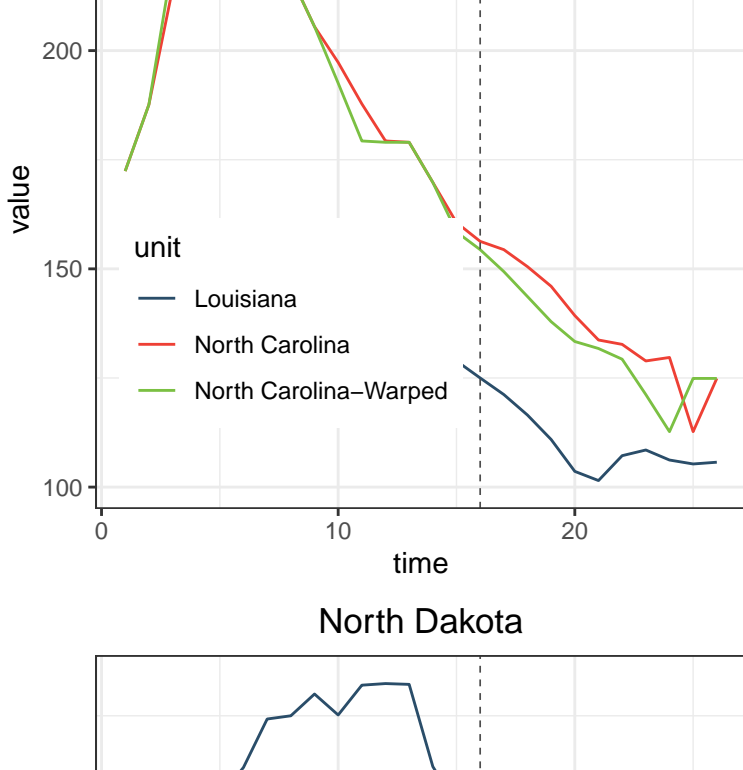 200
value
unit
150
Louisiana
North Carolina
North Carolina−Warped
100
0 10 20
time
North Dakota